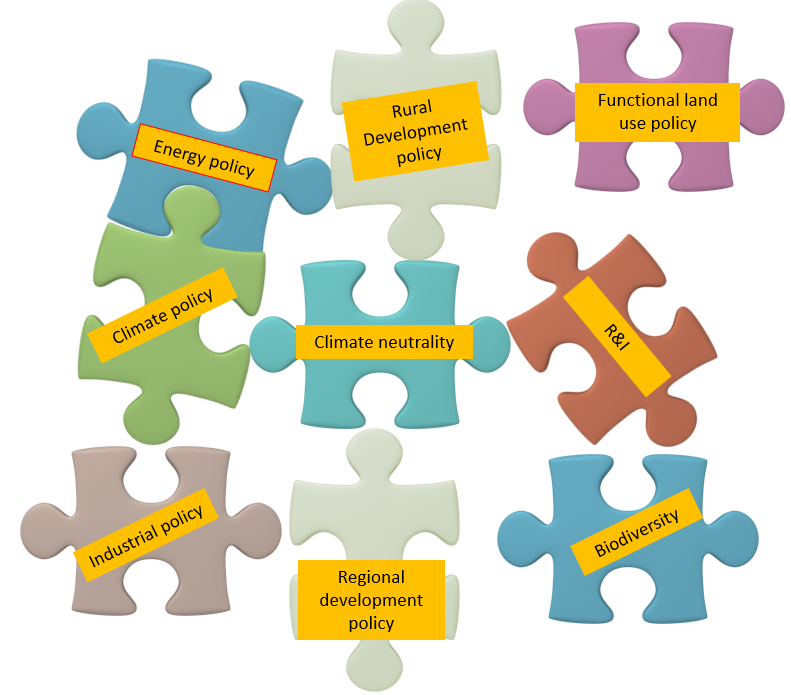 Energy policy
Rural
Development
policy
Functional land
use policy
Climate policy
Climate neutrality
R&I
Industrial policy
Regional
development
policy
Biodiversity